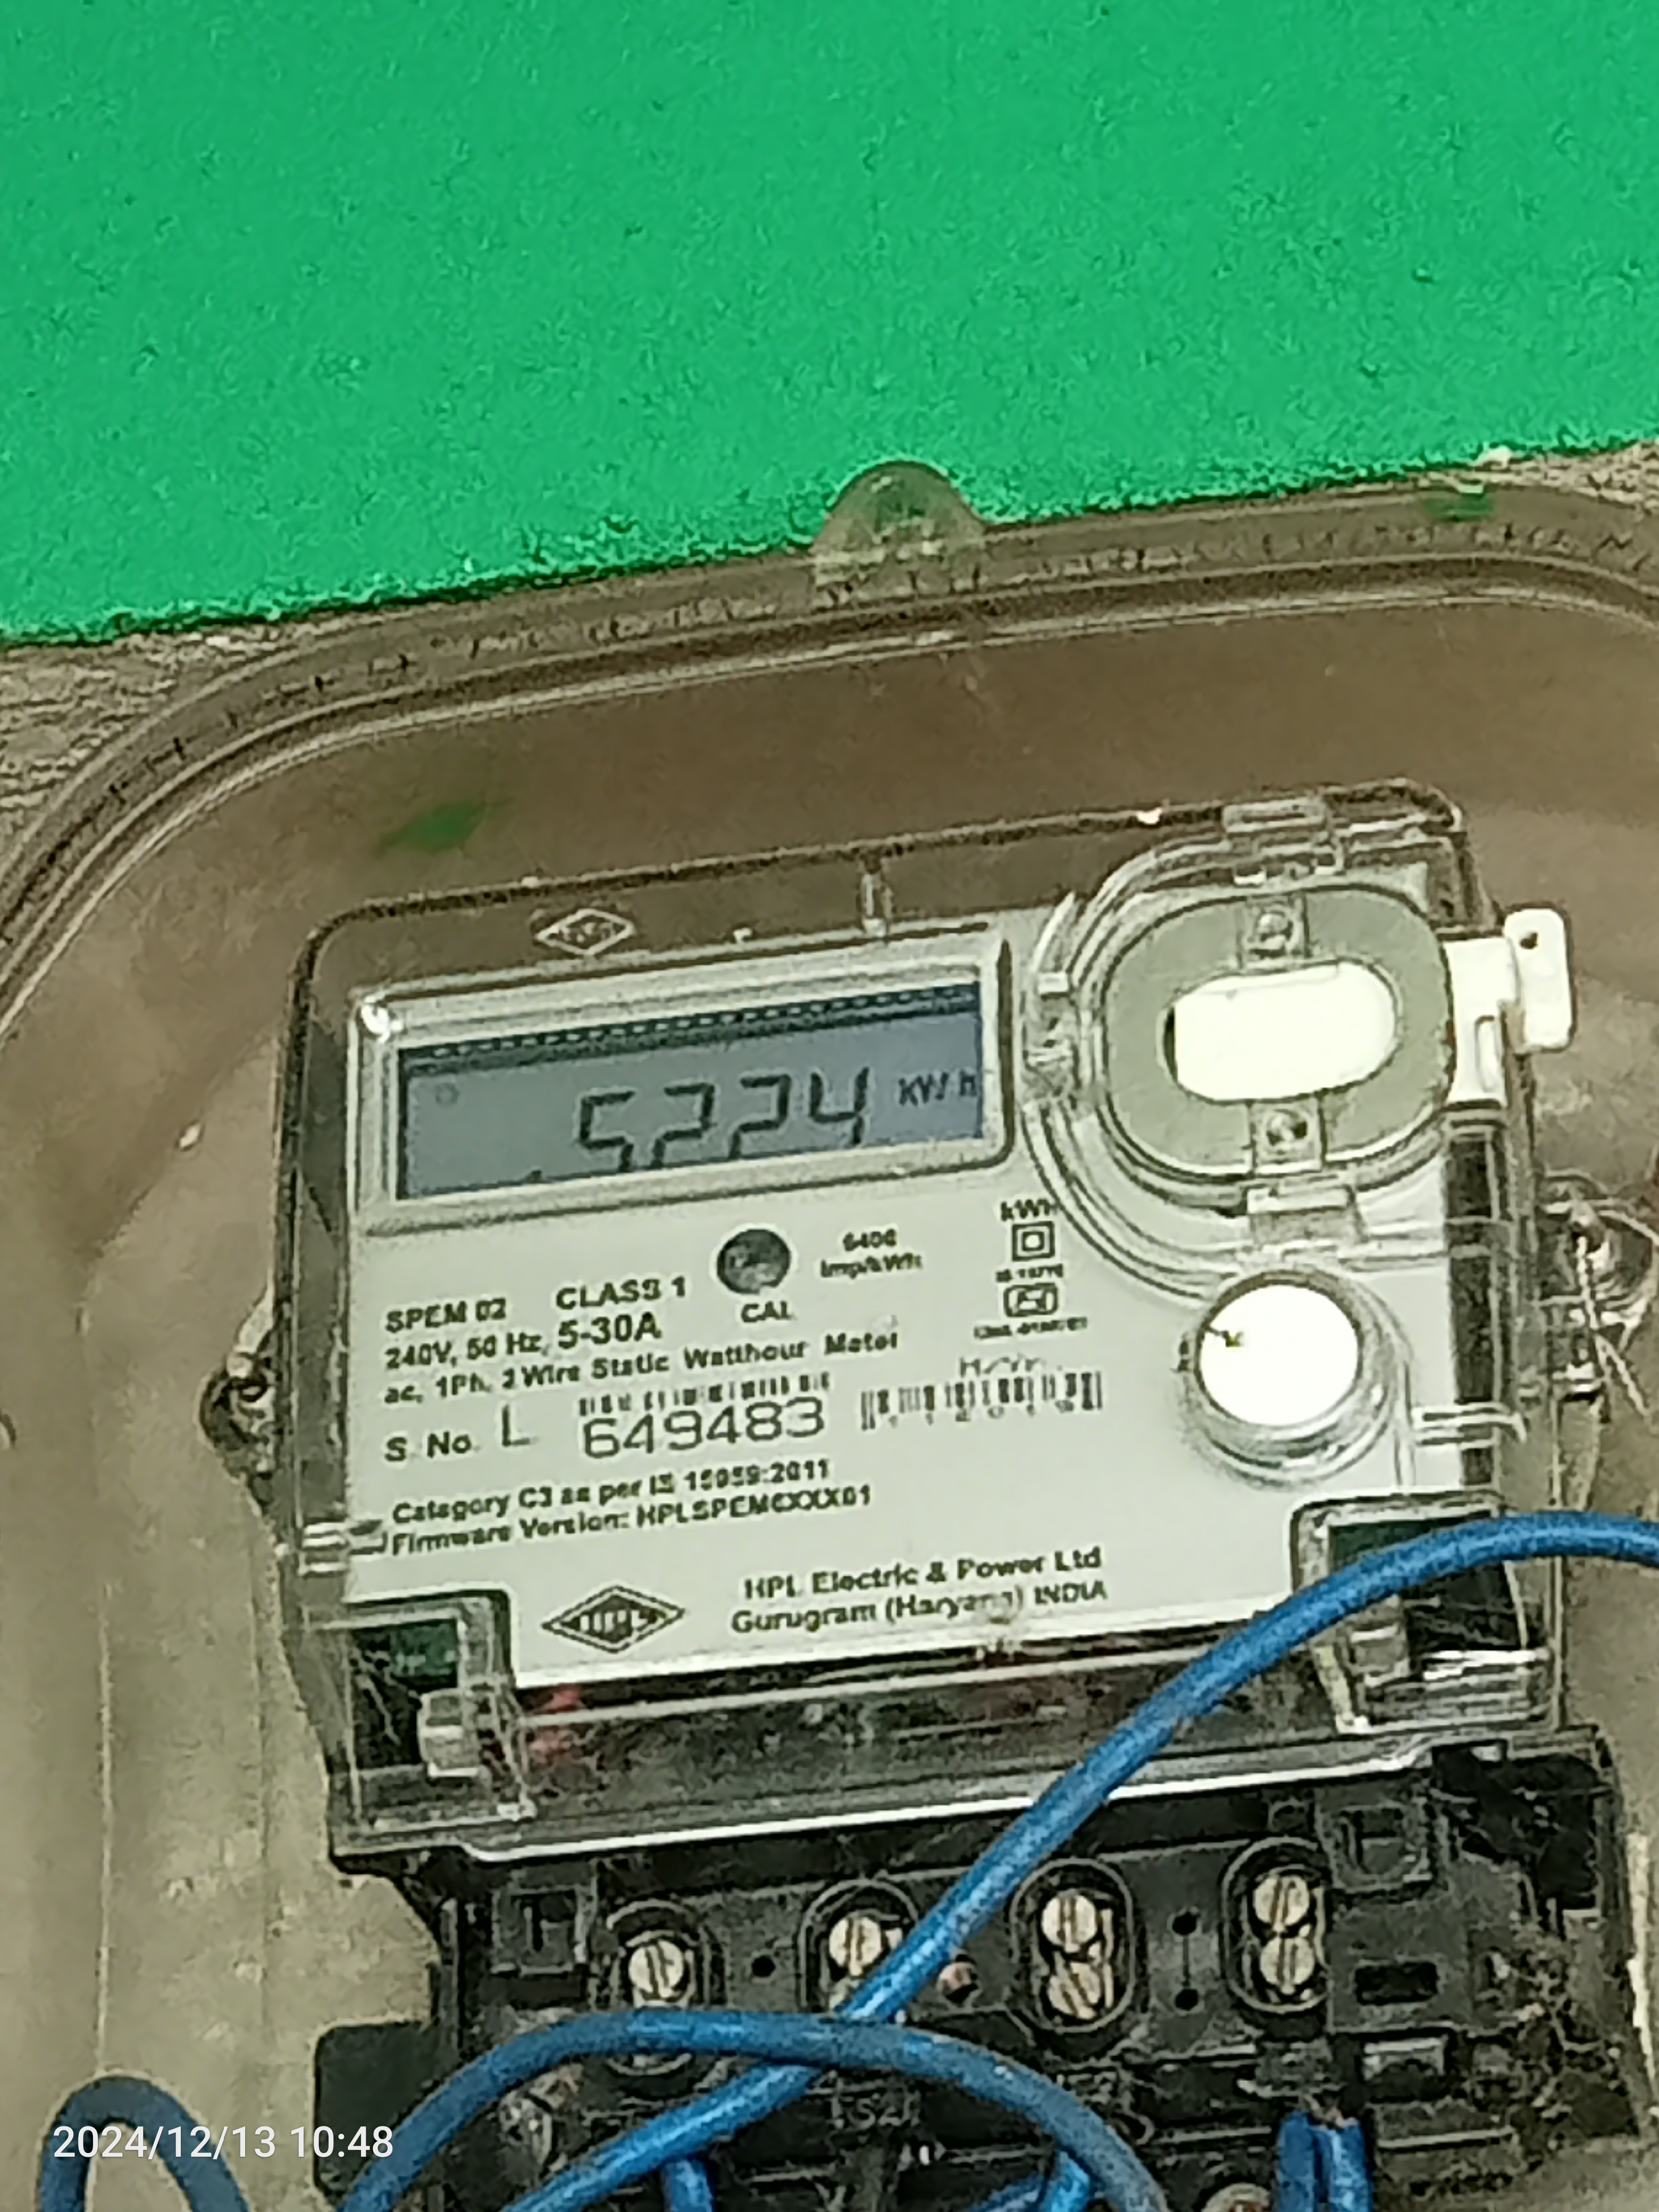 5224 kWh
6400
Imp/kWh
kWH
SPEM 02 CLASS 1
CAL
240V, 50 Hz, 5-30A
ac, 1Ph, 2 Wire Static Watthour Meter
S No. L 649483
Category C3 as per IS 15959:2011
Firmware Version: HPLSPEM0XXX01
HPL
HPL Electric & Power Ltd
Gurugram (Haryana) INDIA
2024/12/13 10:48